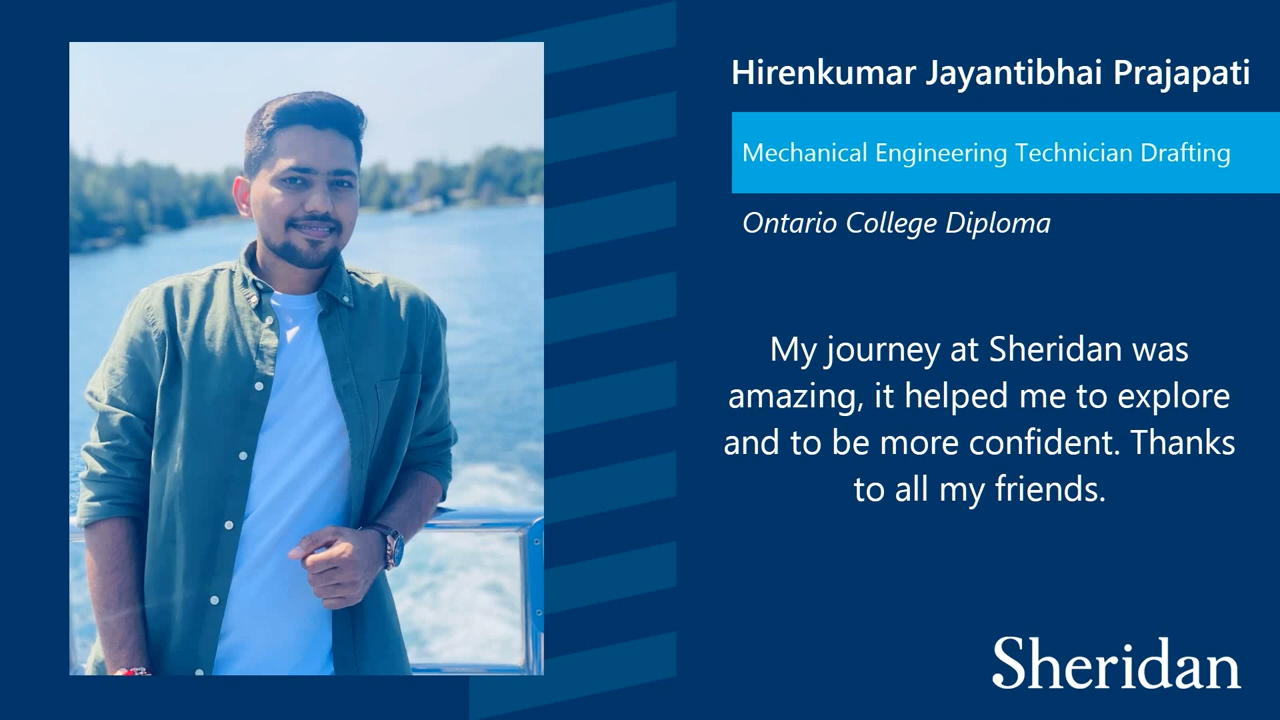 Hirenkumar Jayantibhai Prajapati
Mechanical Engineering Technician Drafting
Ontario College Diploma
My journey at Sheridan was
amazing, it helped me to explore
and to be more confident. Thanks
to all my friends.
Sheridan